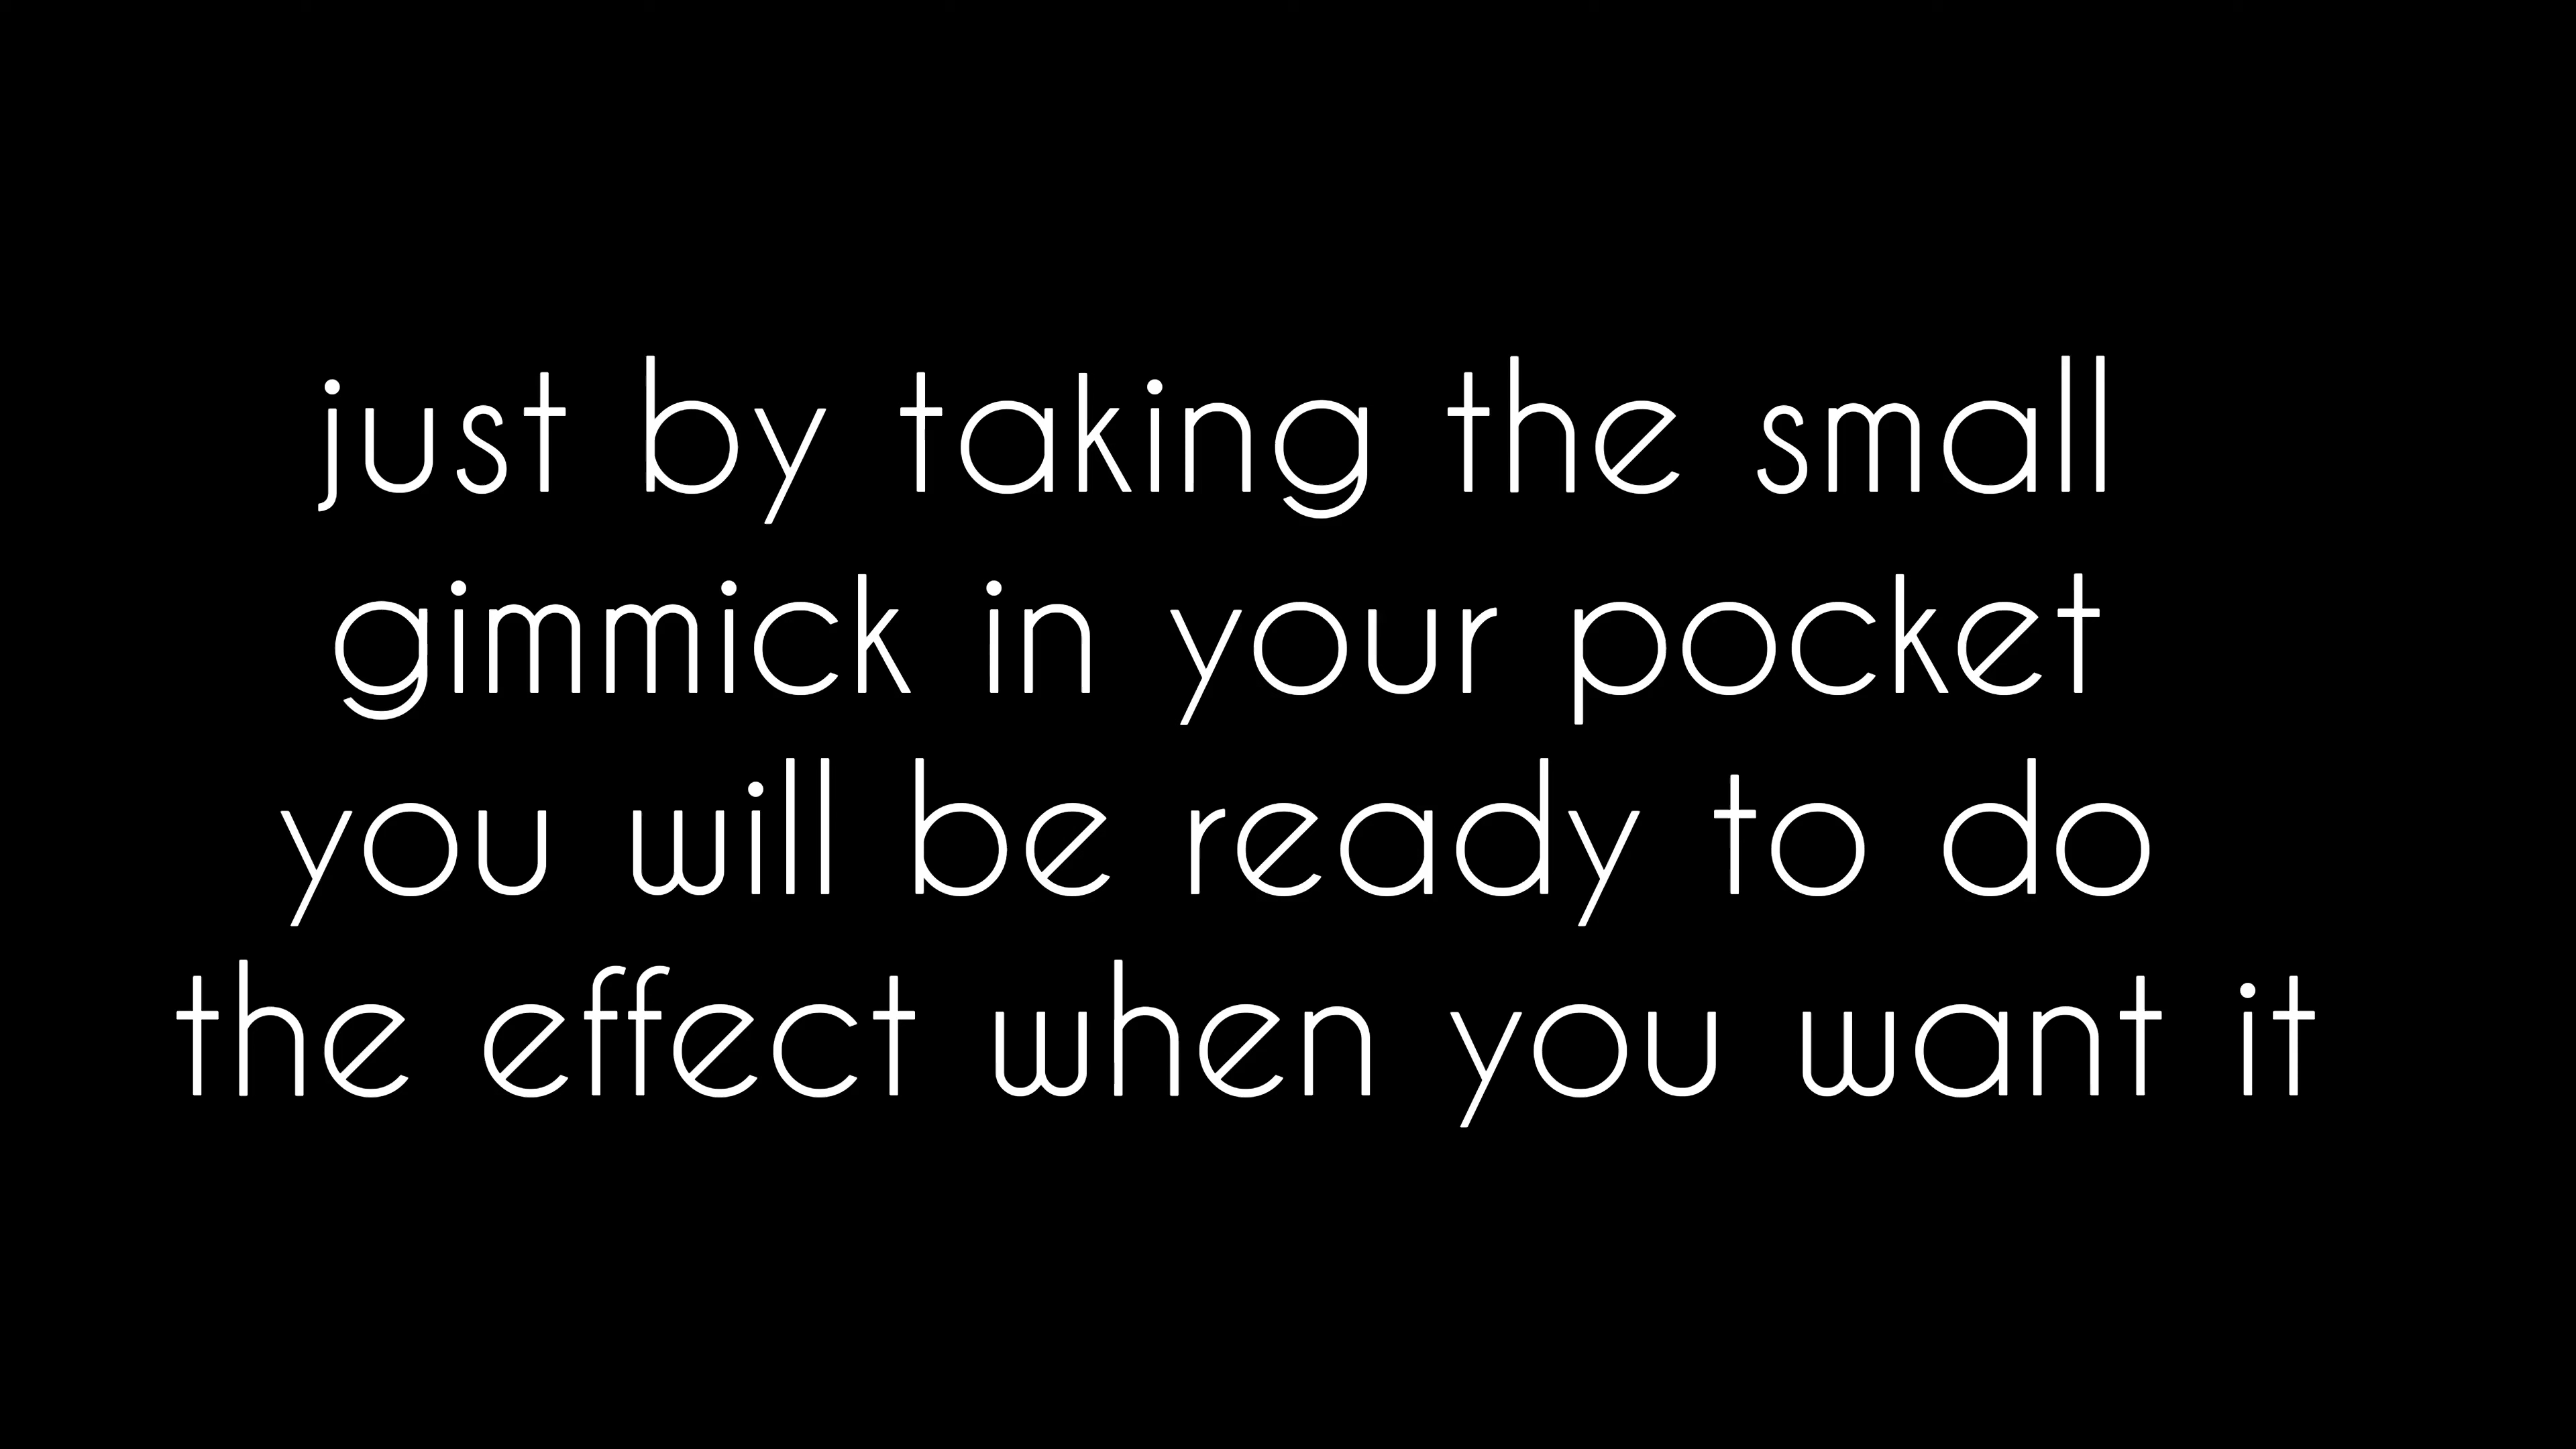 just by taking the small
gimmick in your pocket
you will be ready to do
the effect when you want it